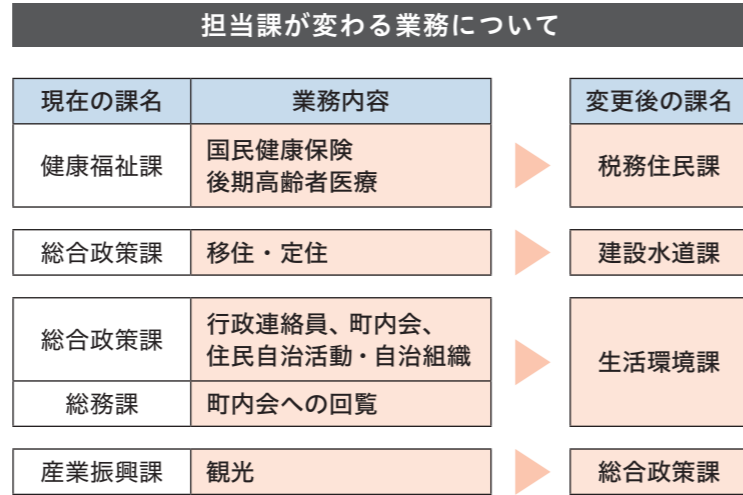 担当課が変わる業務について
現在の課名 業務内容 変更後の課名
健康福祉課 国民健康保険 税務住民課
後期高齢者医療
総合政策課 移住・定住 建設水道課
総合政策課 行政連絡員、町内会、
住民自治活動・自治組織
生活環境課
総務課 町内会への回覧
産業振興課 観光 総合政策課